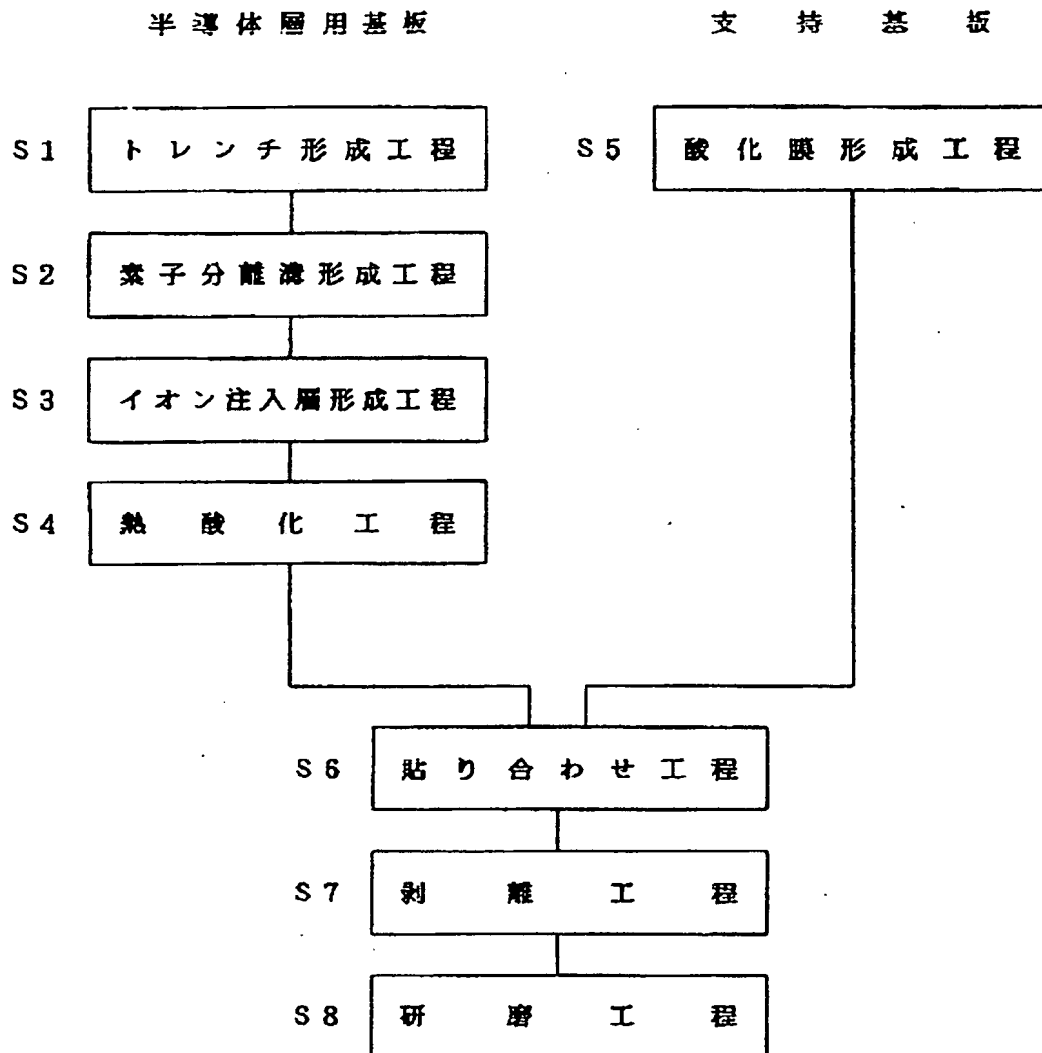 半導体層用基板
支持基板
S1 トレンチ形成工程
S5 酸化膜形成工程
S2 素子分離溝形成工程
S3 イオン注入層形成工程
S4 熱酸化工程
S6 貼り合わせ工程
S7 剥離工程
S8 研磨工程